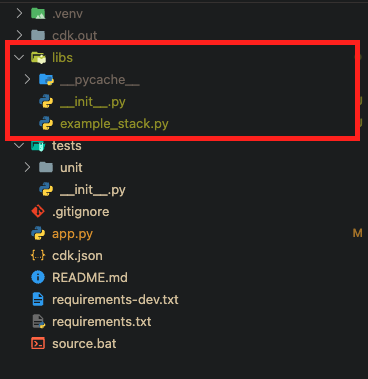 .venv
cdk.out
libs
__pycache__
__init__.py
example_stack.py
tests
unit
__init__.py
.gitignore
app.py M
cdk.json
README.md
requirements-dev.txt
requirements.txt
source.bat